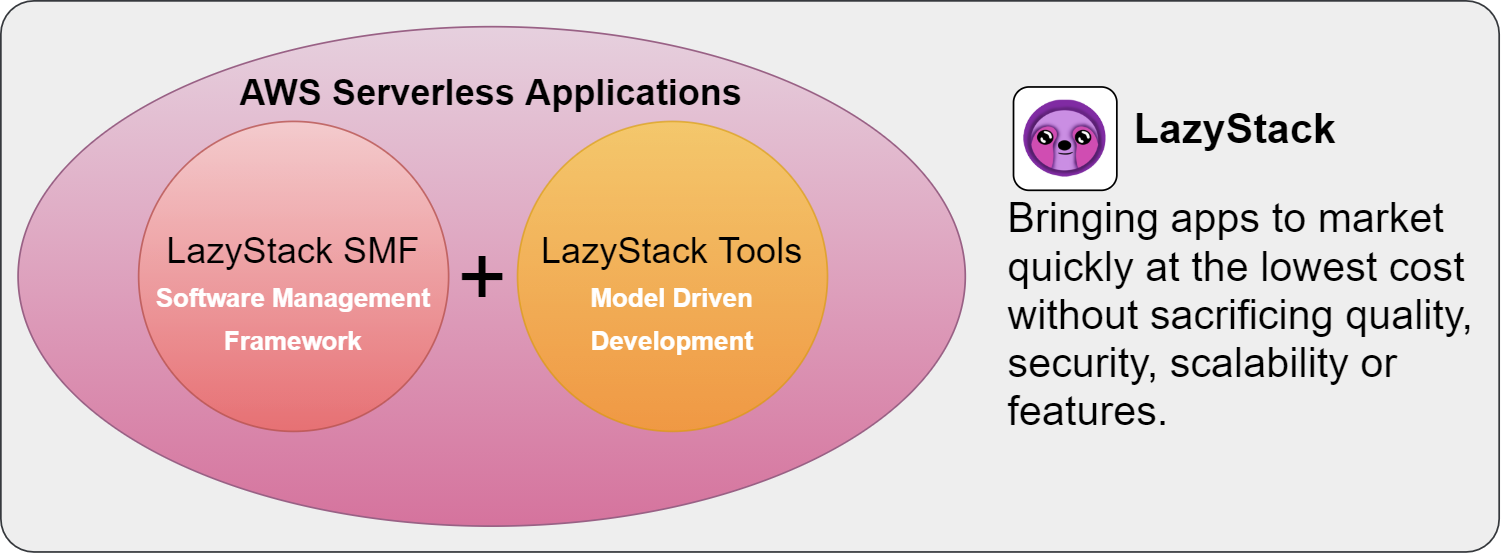 AWS Serverless Applications
LazyStack SMF
Software Management
Framework
+
LazyStack Tools
Model Driven
Development
LazyStack
Bringing apps to market
quickly at the lowest cost
without sacrificing quality,
security, scalability or
features.